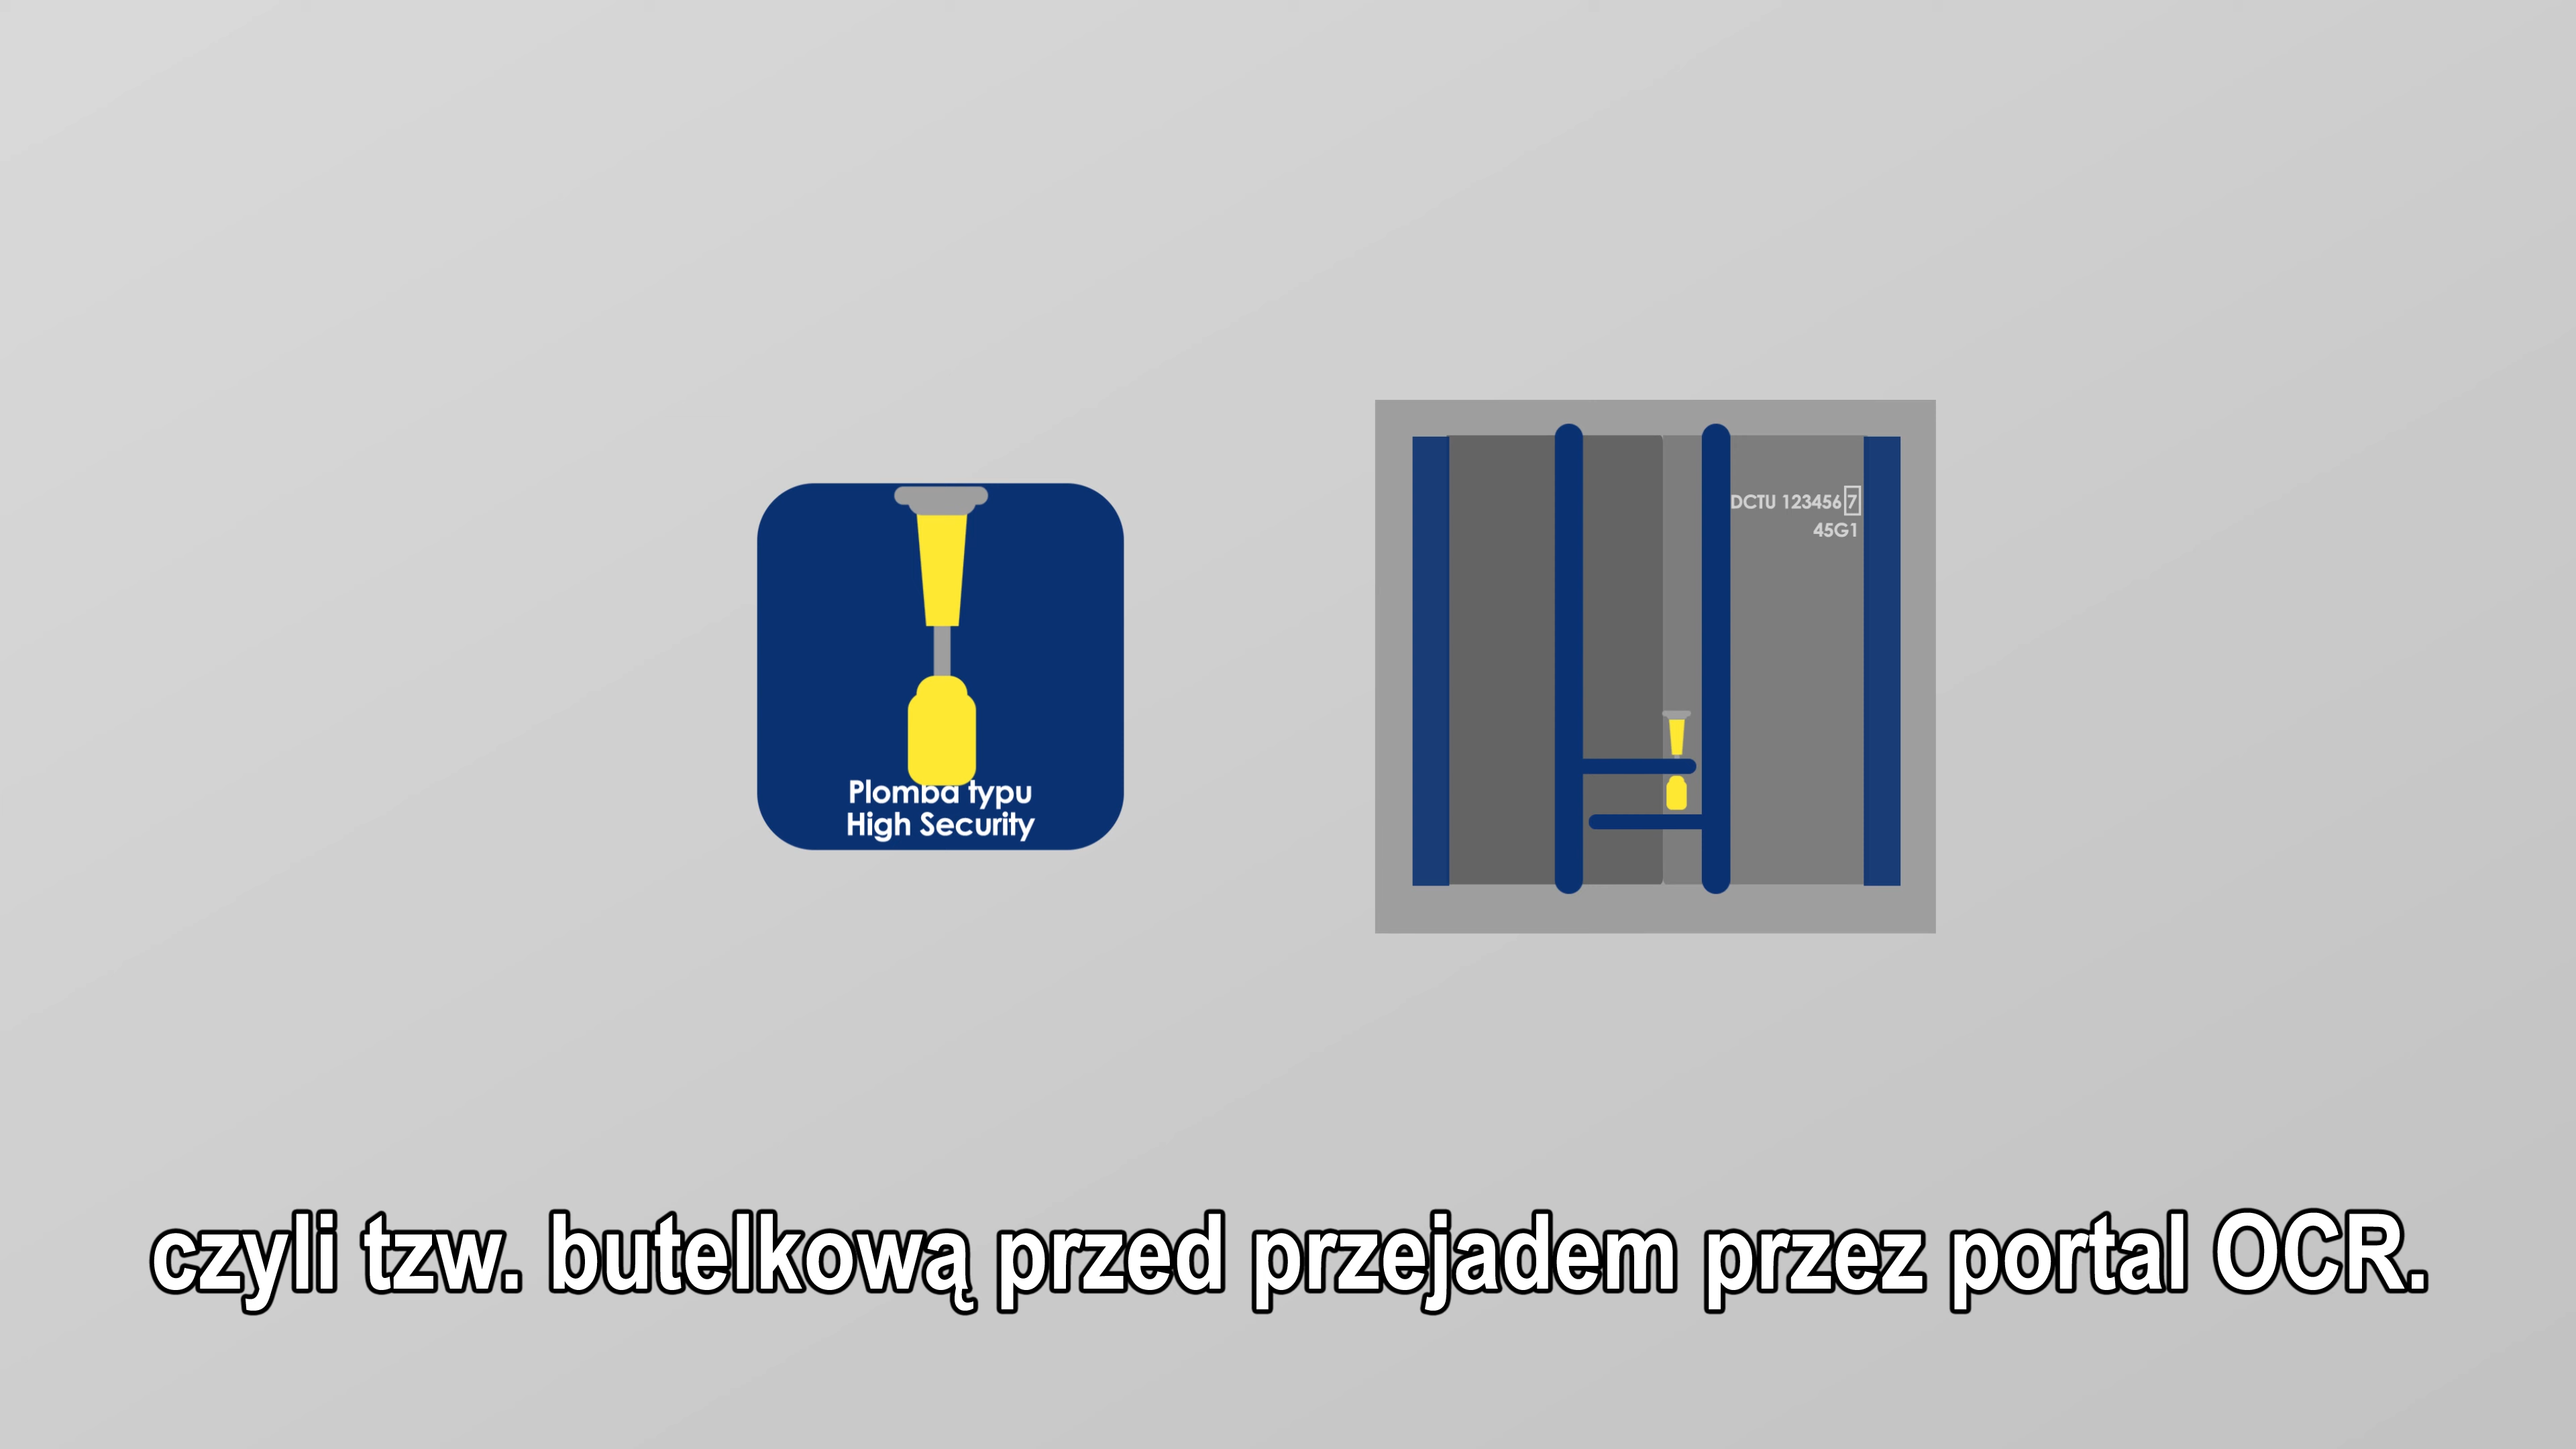 Plomba typu
High Security
DCTU 1234567
45G1
czyli tzw. butelkową przed przejadem przez portal OCR.